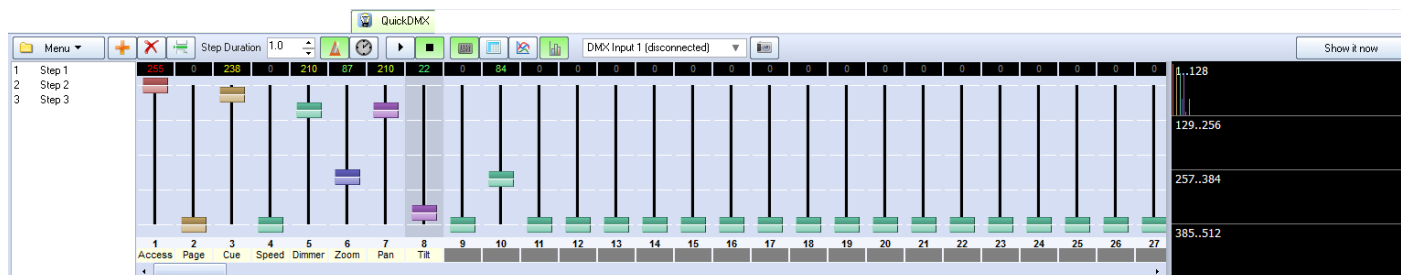 QuickDMX
Menu Step Duration 1.0 DMX Input 1 (disconnected) Show it now
1 Step 1
2 Step 2
3 Step 3
255 0 238 0 210 87 210 22 0 84 0 0 0 0 0 0 0 0 0 0 0 0 0 0 0 0 0
1 2 3 4 5 6 7 8 9 10 11 12 13 14 15 16 17 18 19 20 21 22 23 24 25 26 27
Access Page Cue Speed Dimmer Zoom Pan Tilt
1..128
129..256
257..384
385..512